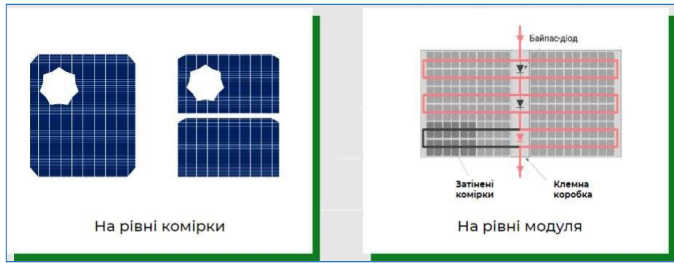 Байпас-діод
Затінені
комірки
Клемна
коробка
На рівні комірки
На рівні модуля